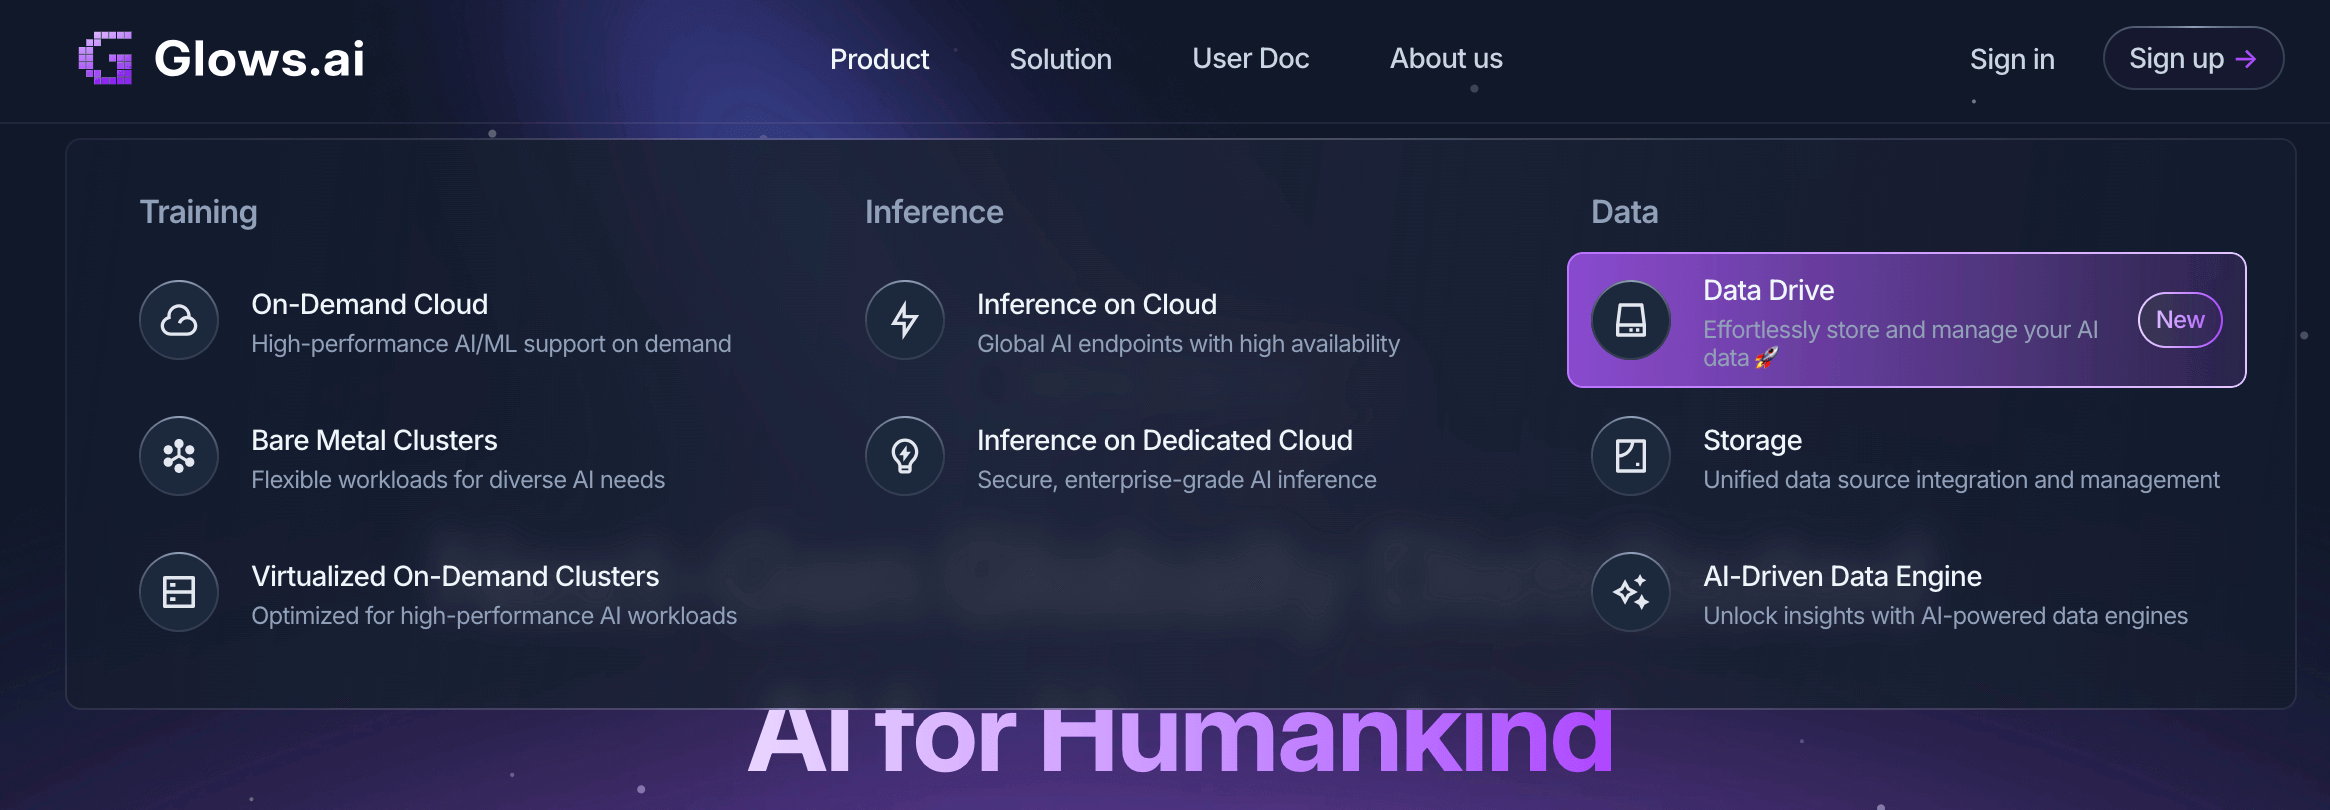 Glows.ai
Product
Solution
User Doc
About us
Sign in
Sign up →
Training
On-Demand Cloud
High-performance AI/ML support on demand
Bare Metal Clusters
Flexible workloads for diverse AI needs
Virtualized On-Demand Clusters
Optimized for high-performance AI workloads
Inference
Inference on Cloud
Global AI endpoints with high availability
Inference on Dedicated Cloud
Secure, enterprise-grade AI inference
Data
Data Drive
Effortlessly store and manage your AI
data 🚀
New
Storage
Unified data source integration and management
AI-Driven Data Engine
Unlock insights with AI-powered data engines
AI for Humankind